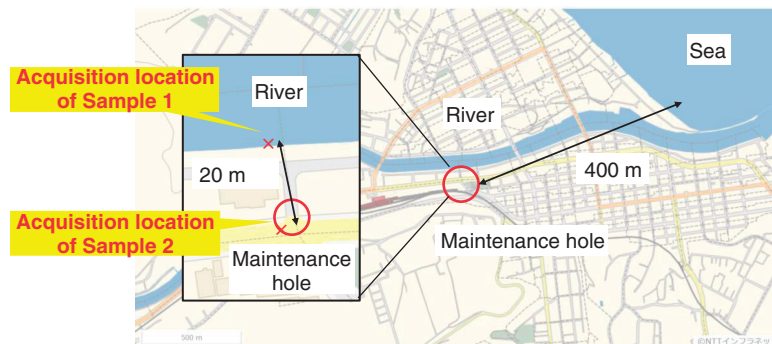 Acquisition location
of Sample 1
River
20 m
Acquisition location
of Sample 2
Maintenance
hole
River
Sea
400 m
Maintenance hole
500 m
©NTTインフラネッ